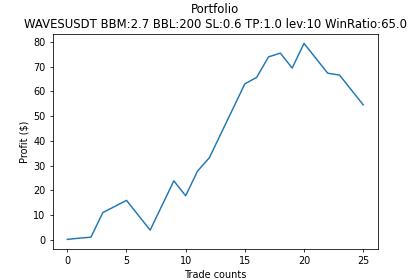 Portfolio
WAVESUSDT BBM:2.7 BBL:200 SL:0.6 TP:1.0 lev:10 WinRatio:65.0
80
70
60
50
40
30
20
10
0
Profit ($)
0 5 10 15 20 25
Trade counts